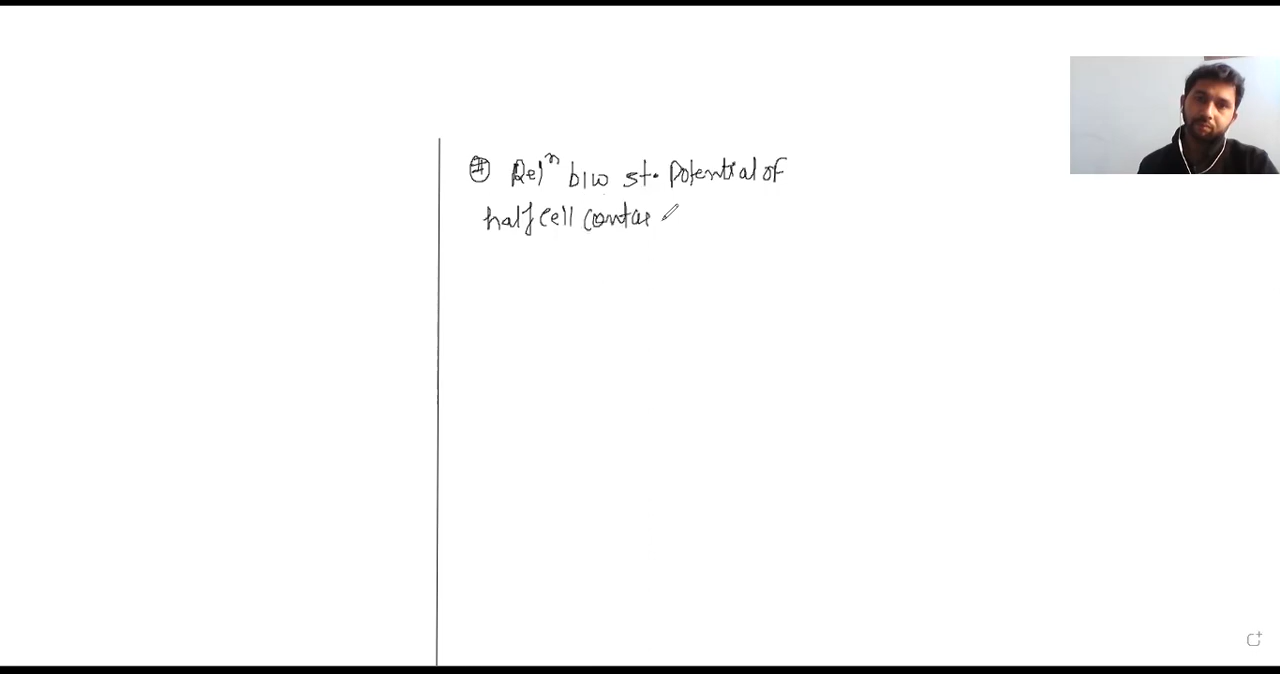 # Relⁿ b/w st. Potential of
half cell contai